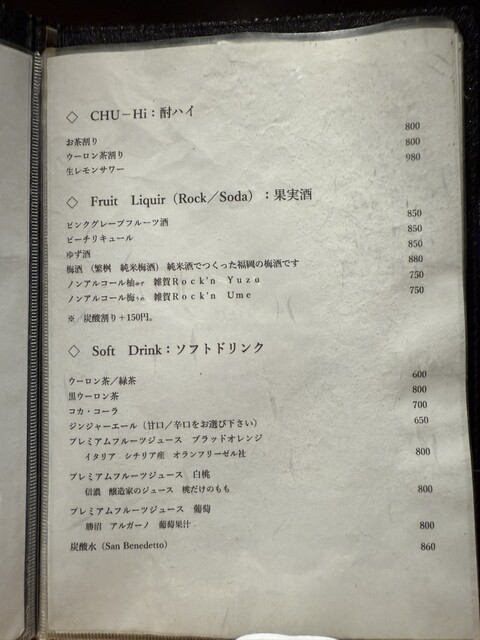 ◇ CHU-Hi：酎ハイ
お茶割り 800
ウーロン茶割り 800
生レモンサワー 980
◇ Fruit Liquir（Rock／Soda）：果実酒
ピンクグレープフルーツ酒 850
ピーチリキュール 850
ゆず酒 850
梅酒（繁桝 純米梅酒）純米酒でつくった福岡の梅酒です 880
ノンアルコール柚ゆず 雑賀Ｒｏｃｋ'ｎ Ｙｕｚｕ 750
ノンアルコール梅うめ 雑賀Ｒｏｃｋ'ｎ Ｕｍｅ 750
※／炭酸割り＋150円。
◇ Soft Drink：ソフトドリンク
ウーロン茶／緑茶 600
黒ウーロン茶 800
コカ・コーラ 700
ジンジャーエール（甘口／辛口をお選び下さい） 650
プレミアムフルーツジュース ブラッドオレンジ
イタリア シチリア産 オランフリーゼル社 800
プレミアムフルーツジュース 白桃
信濃 醸造家のジュース 桃だけのもも 800
プレミアムフルーツジュース 葡萄
勝沼 アルガーノ 葡萄果汁 800
炭酸水（San Benedetto） 860